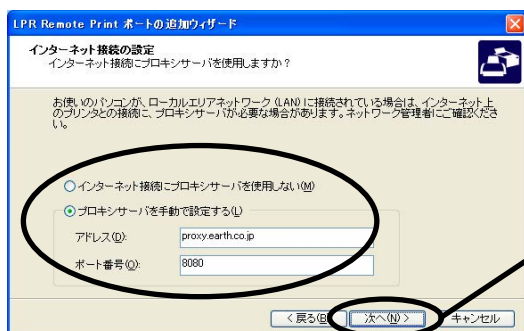 LPR Remote Print ポートの追加ウィザード
インターネット接続の設定
インターネット接続にプロキシサーバを使用しますか？
お使いのパソコンが、ローカルエリアネットワーク (LAN) に接続されている場合は、インターネット上
のプリンタとの接続に、プロキシサーバが必要な場合があります。ネットワーク管理者にご確認くださ
い。
インターネット接続にプロキシサーバを使用しない(M)
プロキシサーバを手動で設定する(L)
アドレス(D): proxy.earth.co.jp
ポート番号(O): 8080
< 戻る(B) 次へ(N) > キャンセル